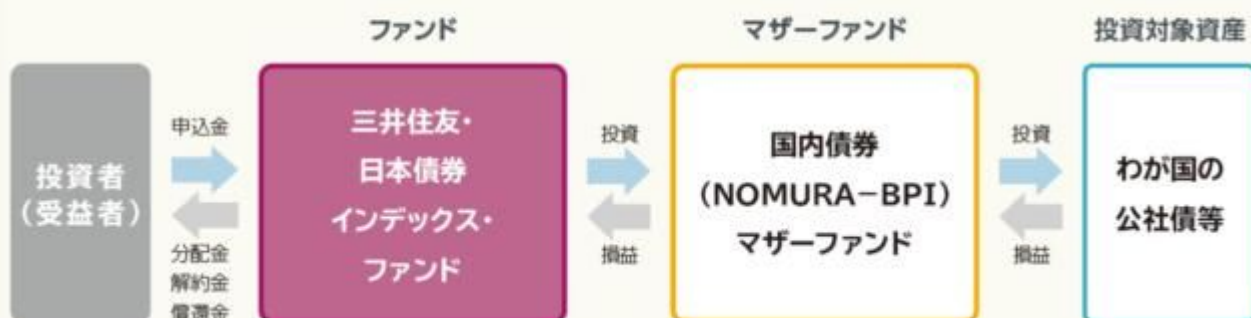 ファンド
マザーファンド
投資対象資産
投資者
（受益者）
申込金
分配金
解約金
償還金
三井住友・
日本債券
インデックス・
ファンド
投資
損益
国内債券
（NOMURA－BPI）
マザーファンド
投資
損益
わが国の
公社債等